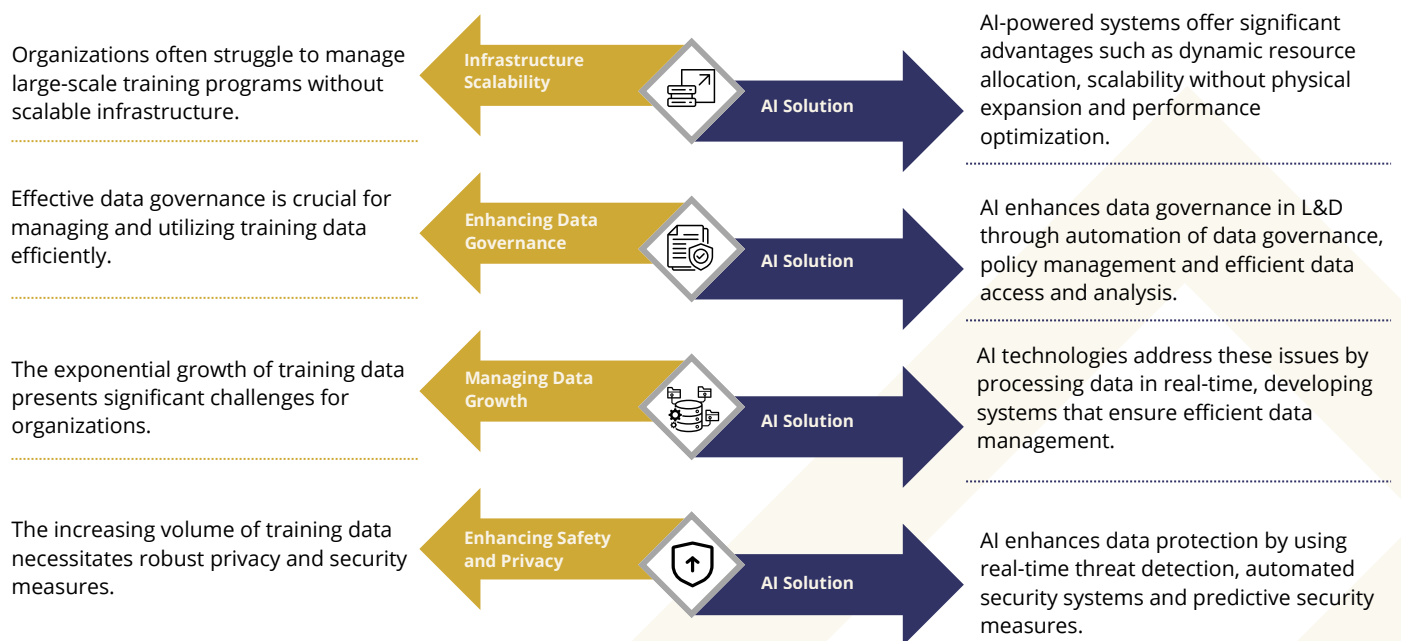 Organizations often struggle to manage
large-scale training programs without
scalable infrastructure.
Infrastructure
Scalability
AI Solution
AI-powered systems offer significant
advantages such as dynamic resource
allocation, scalability without physical
expansion and performance
optimization.
Effective data governance is crucial for
managing and utilizing training data
efficiently.
Enhancing Data
Governance
AI Solution
AI enhances data governance in L&D
through automation of data governance,
policy management and efficient data
access and analysis.
The exponential growth of training data
presents significant challenges for
organizations.
Managing Data
Growth
AI Solution
AI technologies address these issues by
processing data in real-time, developing
systems that ensure efficient data
management.
The increasing volume of training data
necessitates robust privacy and security
measures.
Enhancing Safety
and Privacy
AI Solution
AI enhances data protection by using
real-time threat detection, automated
security systems and predictive security
measures.